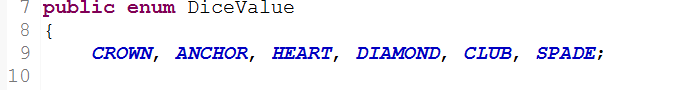 7 public enum DiceValue
8 {
9 CROWN, ANCHOR, HEART, DIAMOND, CLUB, SPADE;
10